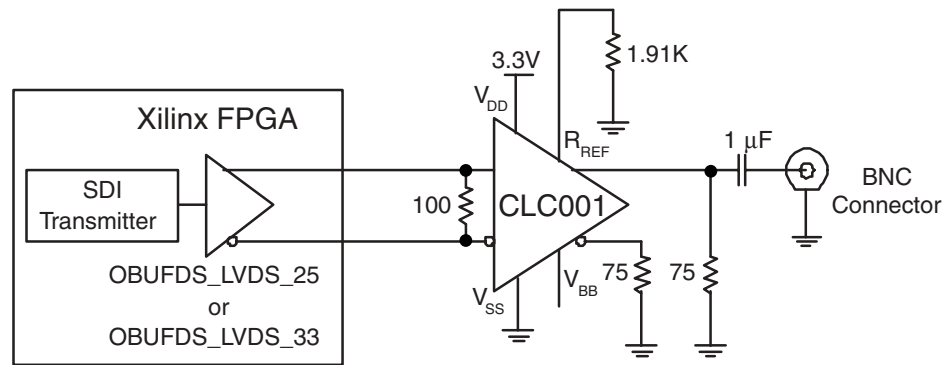 Xilinx FPGA
SDI
Transmitter
OBUFDS_LVDS_25
or
OBUFDS_LVDS_33
100
3.3V
V_DD
R_REF
1.91K
CLC001
V_SS
V_BB
75
75
1 µF
BNC
Connector